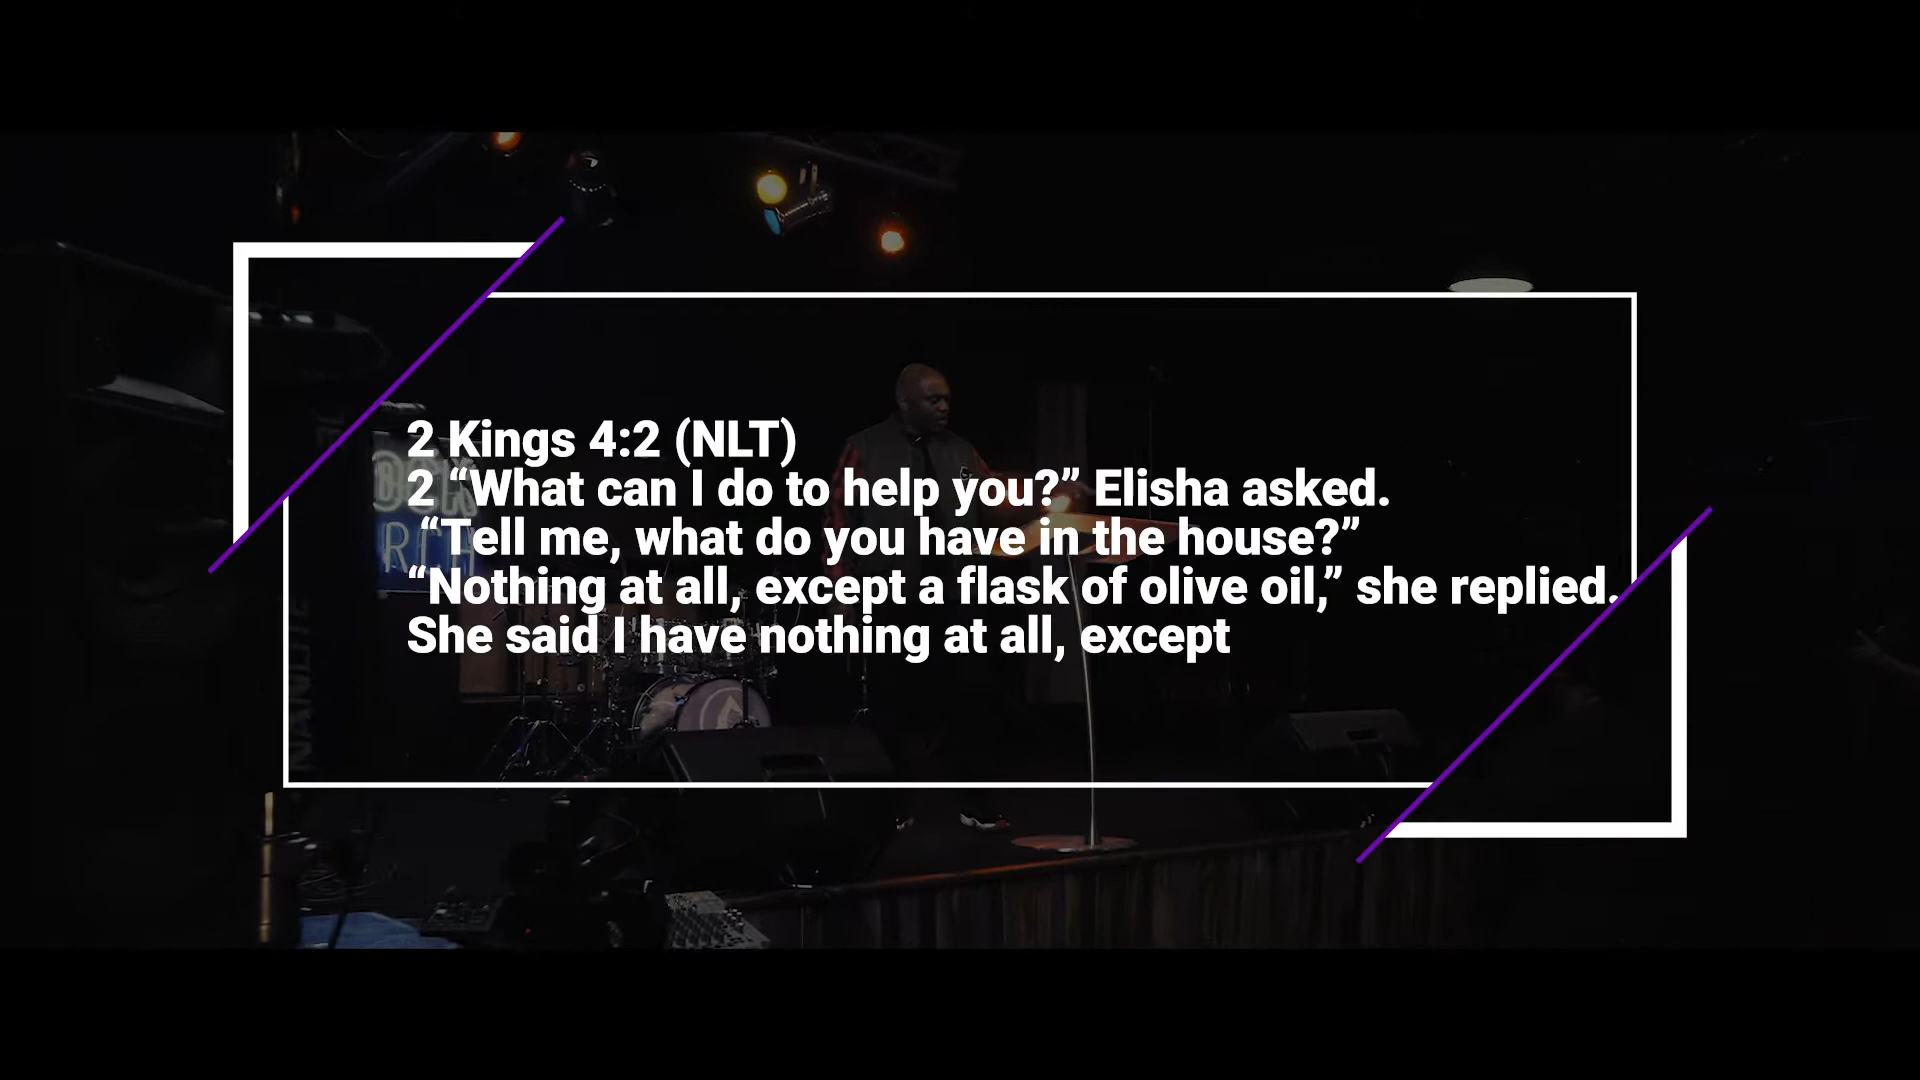 2 Kings 4:2 (NLT)
2 “What can I do to help you?” Elisha asked.
“Tell me, what do you have in the house?”
“Nothing at all, except a flask of olive oil,” she replied.
She said I have nothing at all, except